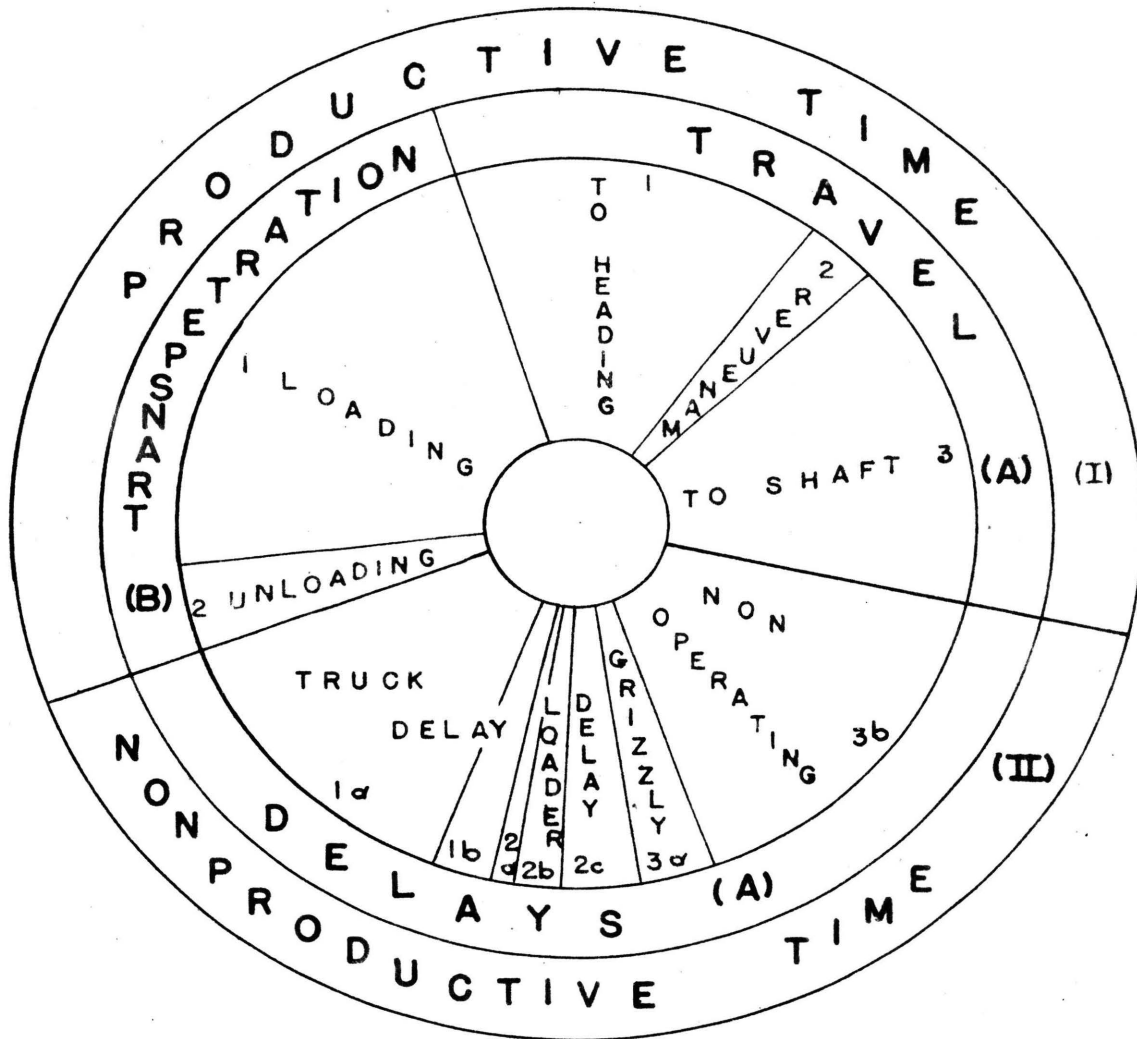 PRODUCTIVE TIME
(I)
TRAVEL
(A)
TRANSPETRATION
(B)
TO HEADING 1
MANEUVER 2
TO SHAFT 3
1 LOADING
2 UNLOADING
NON
OPERATING
3b
TRUCK
DELAY
1a
1b
2a
LOADER
2b
DELAY
2c
GRIZZLY
3a
DELAYS
(A)
NONPRODUCTIVE TIME
(II)